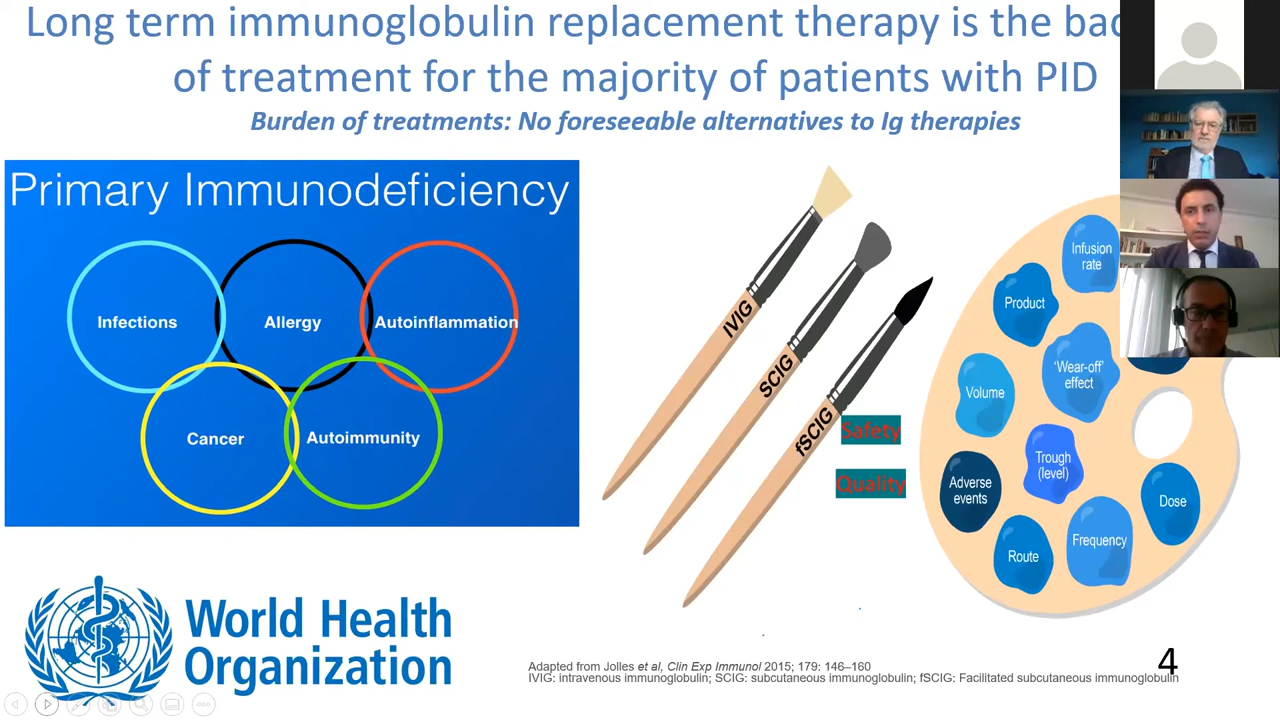 Long term immunoglobulin replacement therapy is the
of treatment for the majority of patients with PID
Burden of treatments: No foreseeable alternatives to Ig therapies
Primary Immunodeficiency
Infections
Allergy
Autoinflammation
Cancer
Autoimmunity
IVIG
SCIG
fSCIG
Safety
Quality
Infusion
rate
Product
'Wear-off'
effect
Volume
Trough
(level)
Adverse
events
Dose
Frequency
Route
World Health
Organization
Adapted from Jolles et al, Clin Exp Immunol 2015; 179: 146–160
IVIG: intravenous immunoglobulin; SCIG: subcutaneous immunoglobulin; fSCIG: Facilitated subcutaneous immunoglobulin
4